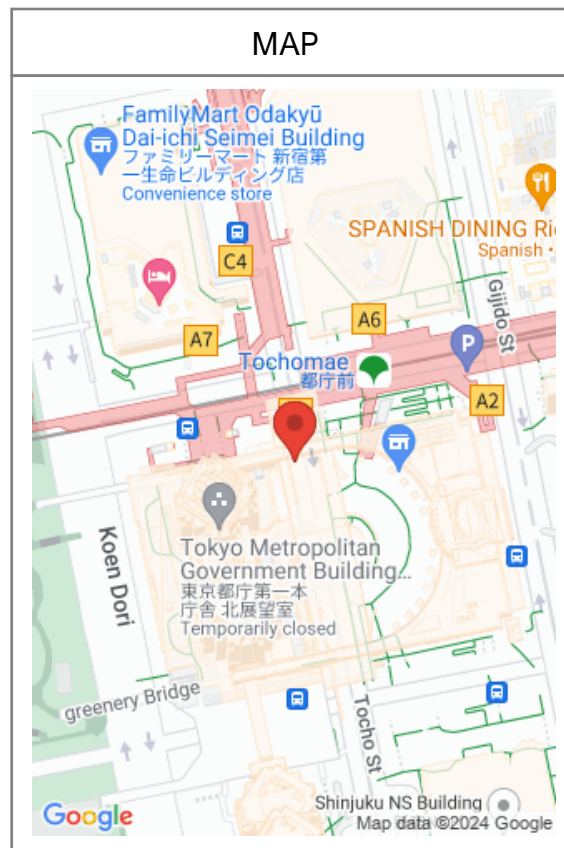 MAP
FamilyMart Odakyū
Dai-ichi Seimei Building
ファミリーマート 新宿第
一生命ビルディング店
Convenience store
SPANISH DINING
Spanish •
C4
Gijido St
A6
A7
P
Tochomae
都庁前
A2
Koen Dori
Tokyo Metropolitan
Government Building...
東京都庁第一本
庁舎 北展望室
Temporarily closed
greenery Bridge
Tocho St
Shinjuku NS Building
Google
Map data ©2024 Google